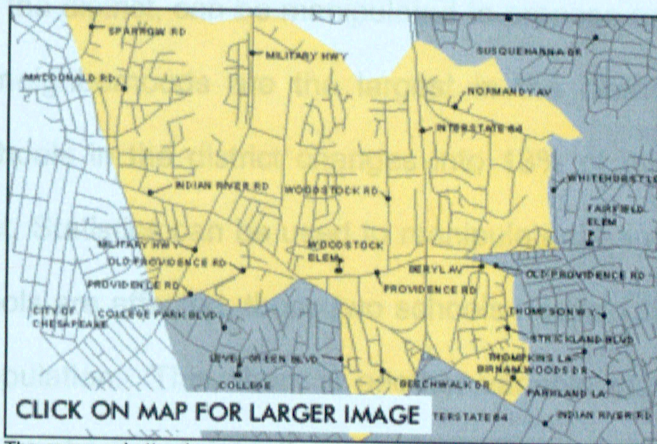 SPARROW RD
MILITARY HWY
SUSQUEHANNA DR
MACDONALD RD
NORMANDY AV
INTERSTATE 64
INDIAN RIVER RD
WOODSTOCK RD
WHITEHURST
FAIRFIELD
ELEM
MILITARY HWY
WOODSTOCK
ELEM
OLD PROVIDENCE RD
BERYL AV
OLD PROVIDENCE RD
PROVIDENCE RD
PROVIDENCE RD
CITY OF
CHESAPEAKE
COLLEGE PARK BLVD
THOMPSON WY
STRICKLAND BLVD
LEVEL GREEN BLVD
THOMPKINS LA
BIRNAM WOODS DR
COLLEGE
BEECHWALK DR
PARKLAND LA
CLICK ON MAP FOR LARGER IMAGE
INTERSTATE 64
INDIAN RIVER RD